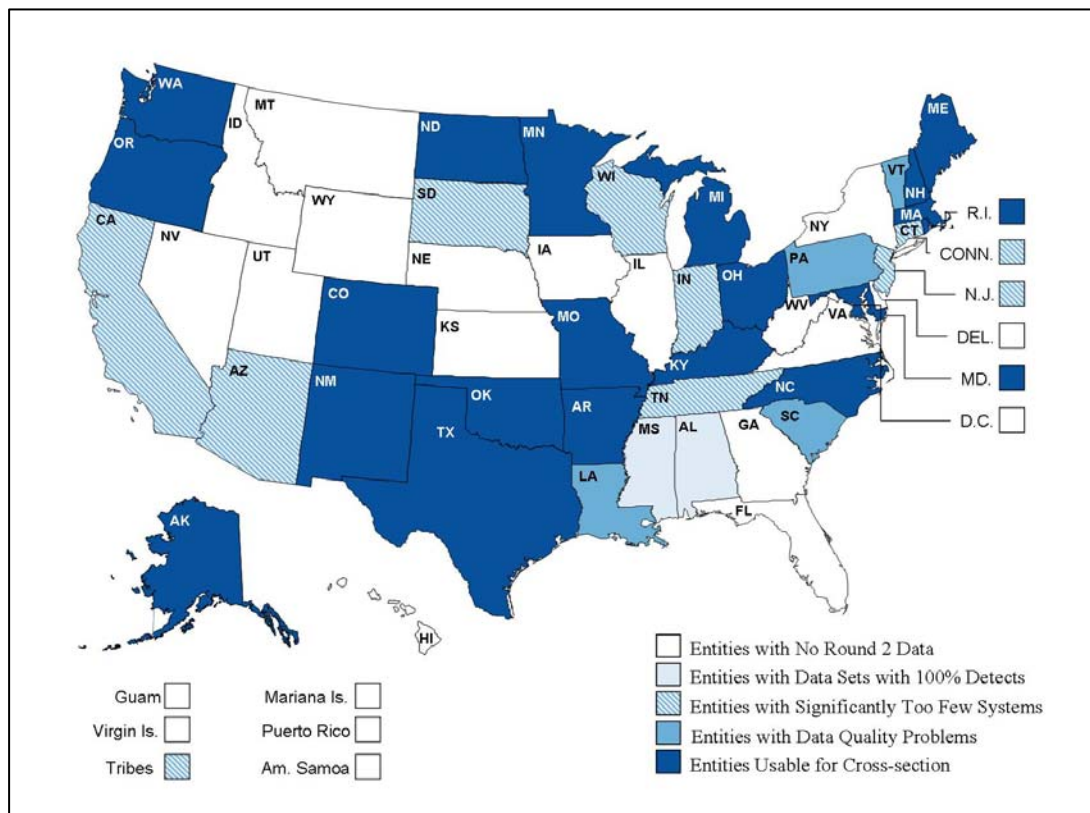 WA
MT
ND
MN
ME
ID
OR
VT
SD
WI
NH
MI
MA
WY
CT
R.I.
NY
CA
NV
IA
CONN.
NE
PA
UT
IL
IN
OH
N.J.
CO
WV
VA
MO
DEL.
KS
KY
AZ
NM
OK
TN
NC
MD.
AR
MS
AL
GA
SC
TX
D.C.
LA
FL
AK
HI
Entities with No Round 2 Data
Entities with Data Sets with 100% Detects
Entities with Significantly Too Few Systems
Entities with Data Quality Problems
Entities Usable for Cross-section
Guam
Mariana Is.
Virgin Is.
Puerto Rico
Tribes
Am. Samoa